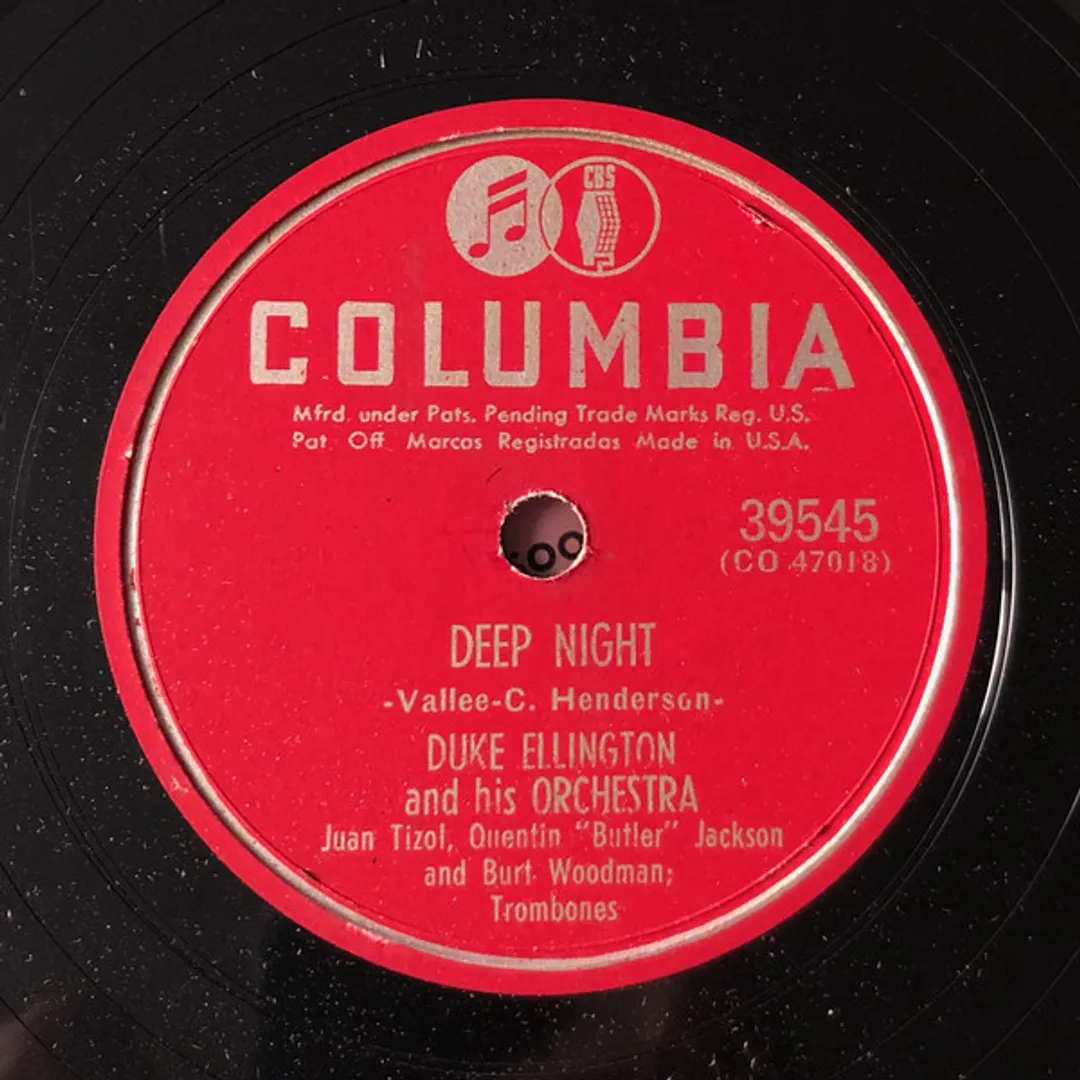 CBS
COLUMBIA
Mfrd. under Pats. Pending Trade Marks Reg. U.S.
Pat. Off. Marcas Registradas Made in U.S.A.
39545
(CO 47018)
DEEP NIGHT
-Vallee-C. Henderson-
DUKE ELLINGTON
and his ORCHESTRA
Juan Tizol, Quentin "Butler" Jackson
and Burt Woodman;
Trombones